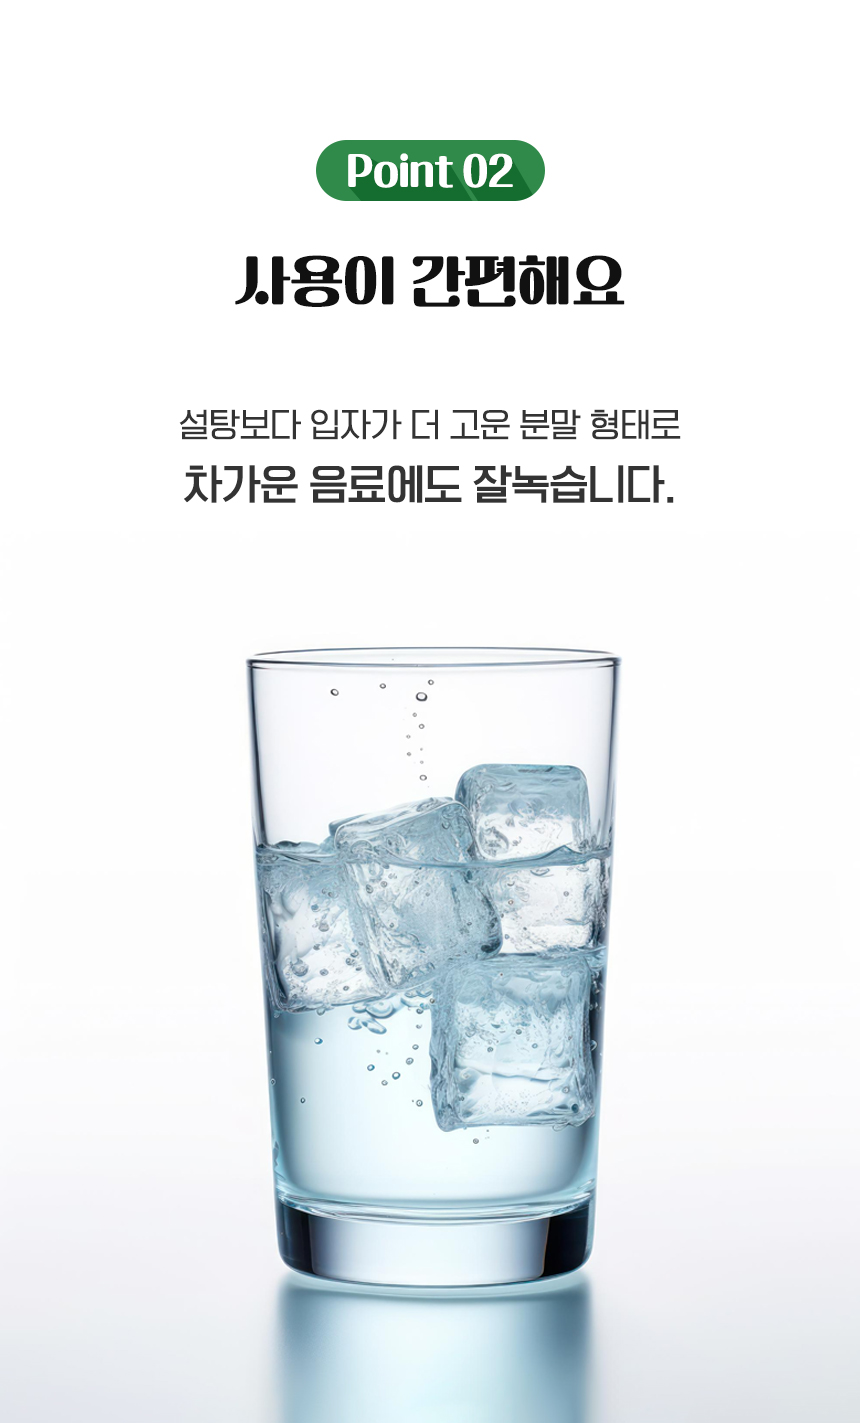 Point 02
사용이 간편해요
설탕보다 입자가 더 고운 분말 형태로
차가운 음료에도 잘녹습니다.